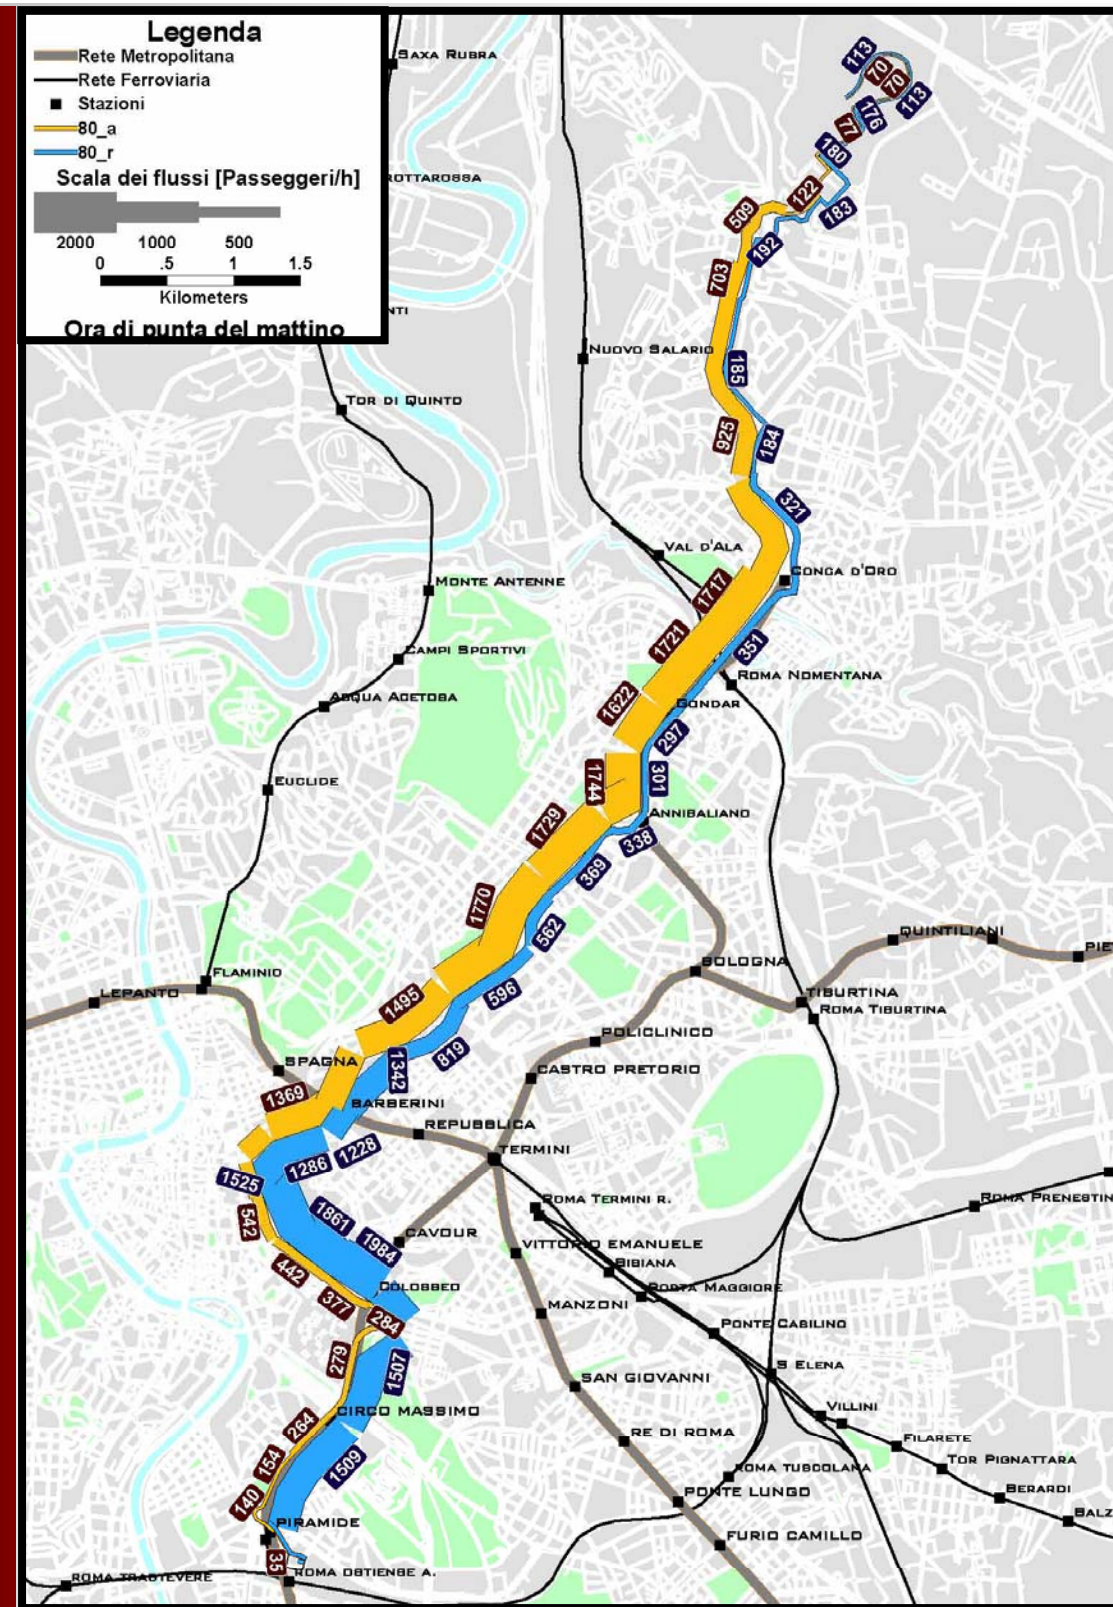 Legenda
Rete Metropolitana
Rete Ferroviaria
Stazioni
80_a
80_r
Scala dei flussi [Passeggeri/h]
2000 1000 500
0 .5 1 1.5
Kilometers
Ora di punta del mattino
SAXA RUBRA
113
70
70
113
176
77
180
122
183
509
192
703
NUOVO SALARIO
185
TOR DI QUINTO
925
184
321
VAL D'ALA
CONCA D'ORO
MONTE ANTENNE
1717
1721
351
CAMPI SPORTIVI
ROMA NOMENTANA
ACQUA ACETOSA
1622
GONDAR
297
EUCLIDE
1744
301
ANNIBALIANO
1729
338
369
1770
562
QUINTILIANI
PIE
BOLOGNA
FLAMINIO
LEPANTO
TIBURTINA
ROMA TIBURTINA
596
1495
POLICLINICO
819
SPAGNA
1342
CASTRO PRETORIO
1369
BARBERINI
REPUBBLICA
1228
1286
TERMINI
1525
ROMA TERMINI R.
ROMA PRENESTIN
542
1861
1984
CAVOUR
VITTORIO EMANUELE
442
BIBIANA
COLOSSEO
PORTA MAGGIORE
377
MANZONI
284
PONTE CASILINO
279
1507
S ELENA
SAN GIOVANNI
CIRCO MASSIMO
VILLINI
264
RE DI ROMA
FILARETE
154
1509
TOR PIGNATTARA
ROMA TUSCOLANA
140
PONTE LUNGO
BERARDI
PIRAMIDE
FURIO CAMILLO
35
ROMA OSTIENSE A.
ROMA TRASTEVERE